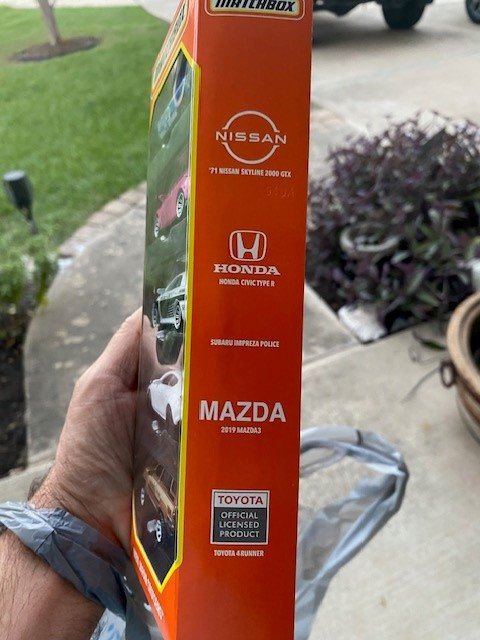 MATCHBOX
NISSAN
'71 NISSAN SKYLINE 2000 GTX
HONDA
HONDA CIVIC TYPE R
SUBARU IMPREZA POLICE
MAZDA
2019 MAZDA3
TOYOTA
OFFICIAL
LICENSED
PRODUCT
TOYOTA 4RUNNER